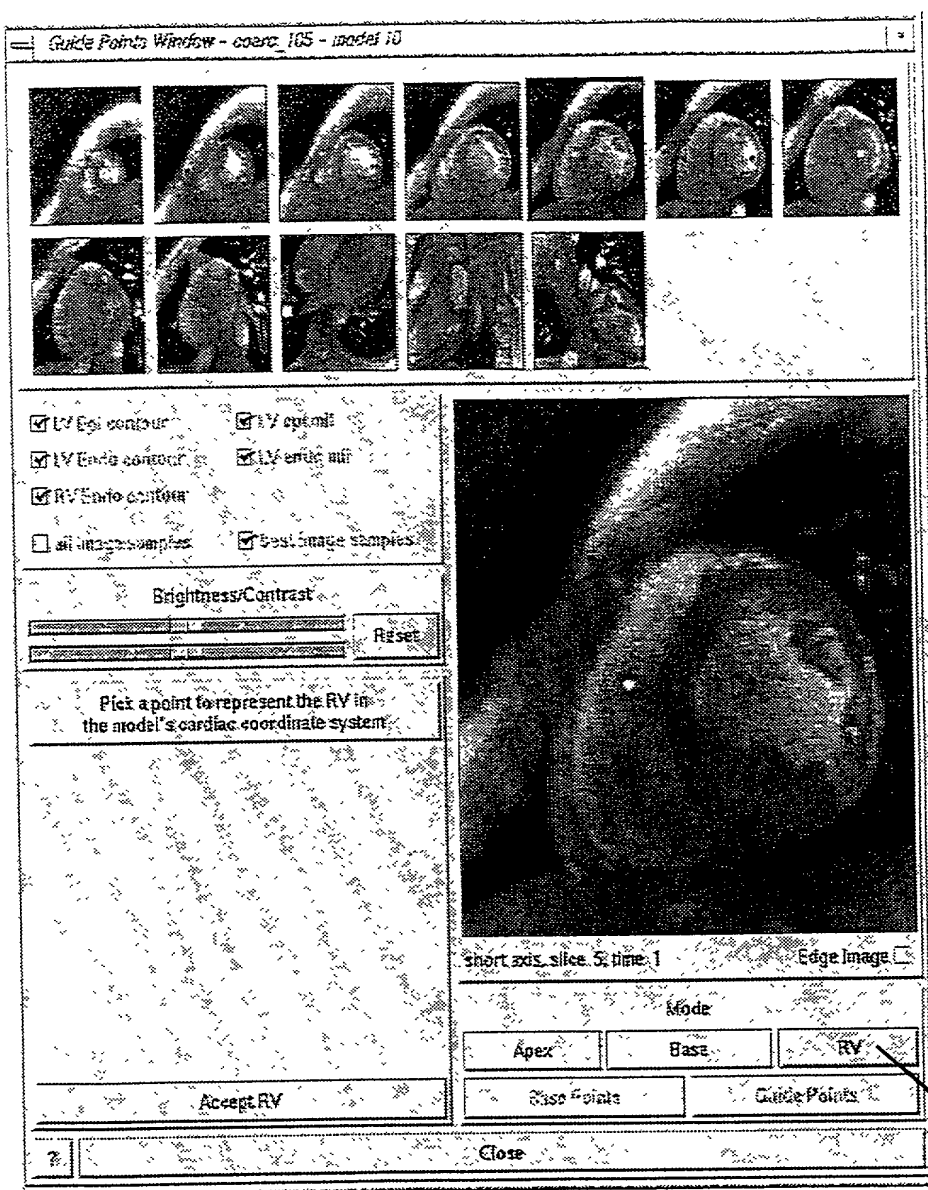 Guide Points Window - coarc_105 - model 10
LV Epi contour
LV epi mii
LV Endo contour
LV endo mii
RV Endo contour
all image samples
best image samples
Brightness/Contrast
Reset
Pick a point to represent the RV in
the model's cardiac coordinate system
short axis, slice 5, time 1
Edge Image
Mode
Apex
Base
RV
Accept RV
Base Points
Guide Points
?
Close